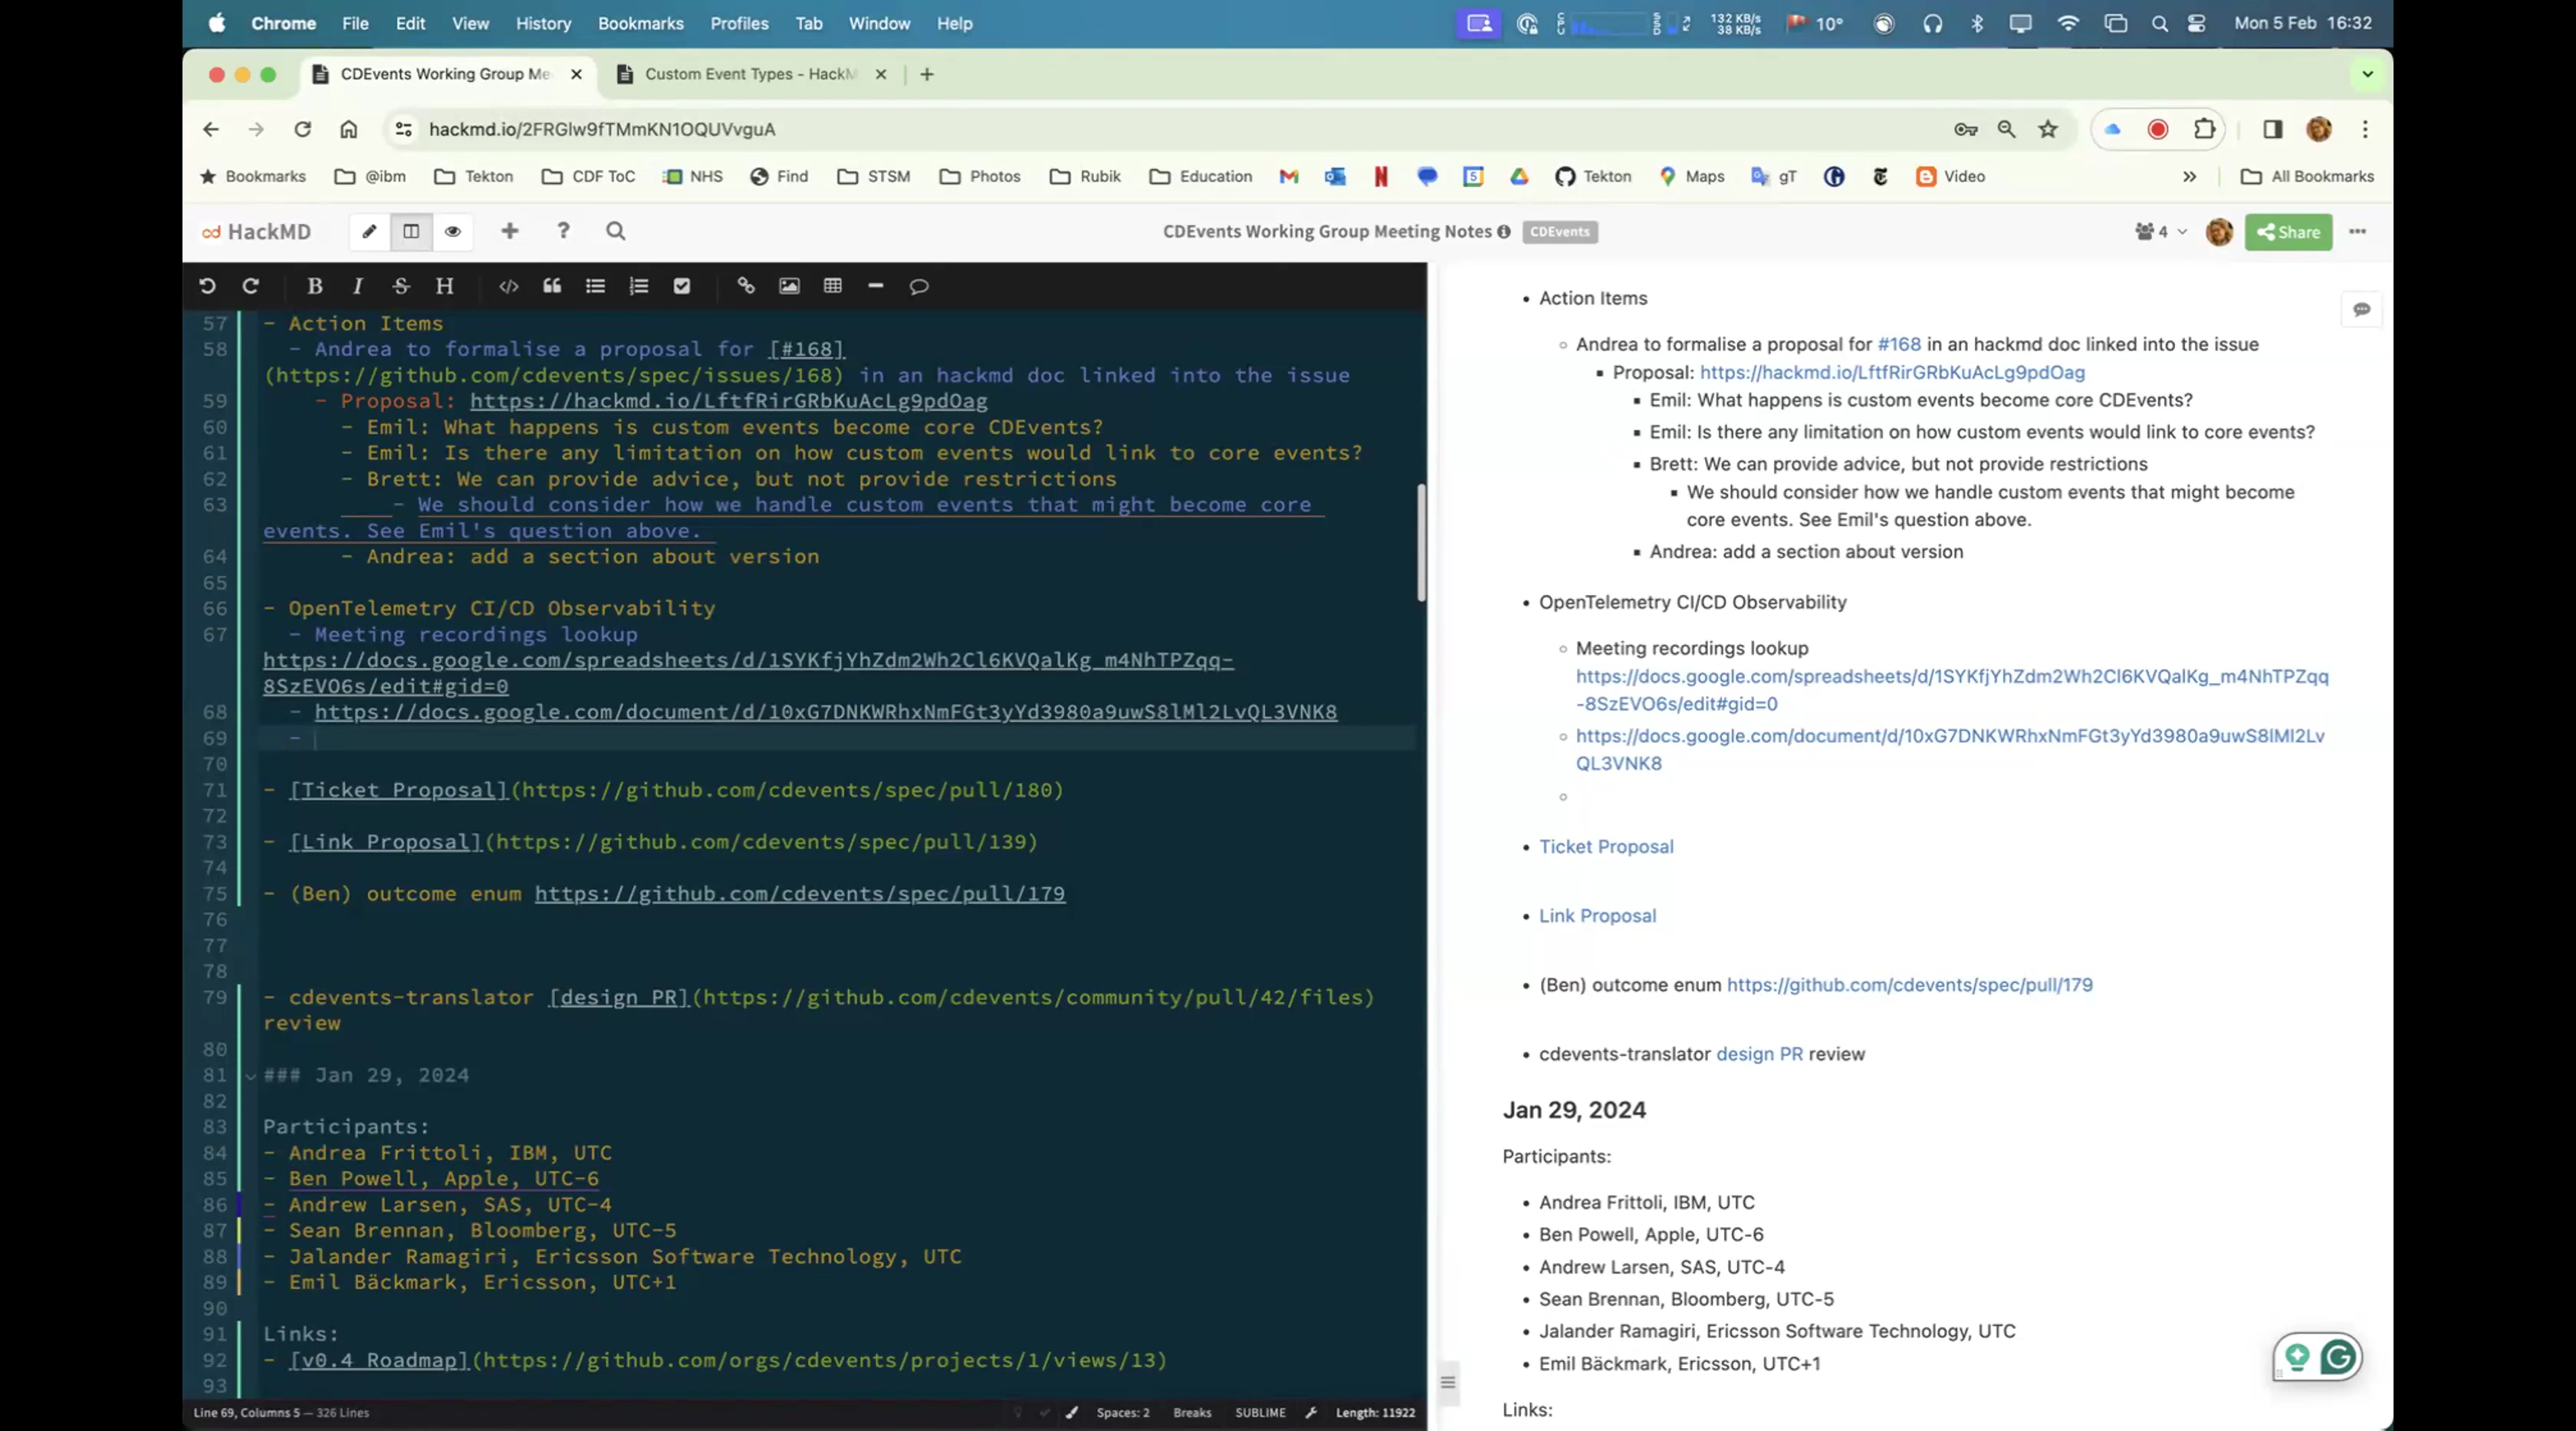 Chrome File Edit View History Bookmarks Profiles Tab Window Help 132 KB/s 38 KB/s 10° Mon 5 Feb 16:32
CDEvents Working Group Me Custom Event Types - HackM
hackmd.io/2FRGlw9fTMmKN1OQUVvguA
Bookmarks @ibm Tekton CDF ToC NHS Find STSM Photos Rubik Education Tekton Maps gT Video All Bookmarks
HackMD CDEvents Working Group Meeting Notes CDEvents 4 Share
57 - Action Items
58 - Andrea to formalise a proposal for [#168]
(https://github.com/cdevents/spec/issues/168) in an hackmd doc linked into the issue
59 - Proposal: https://hackmd.io/LftfRirGRbKuAcLg9pdOag
60 - Emil: What happens is custom events become core CDEvents?
61 - Emil: Is there any limitation on how custom events would link to core events?
62 - Brett: We can provide advice, but not provide restrictions
63 - We should consider how we handle custom events that might become core
events. See Emil's question above.
64 - Andrea: add a section about version
65
66 - OpenTelemetry CI/CD Observability
67 - Meeting recordings lookup
https://docs.google.com/spreadsheets/d/1SYKfjYhZdm2Wh2Cl6KVQalKg_m4NhTPZqq-
8SzEVO6s/edit#gid=0
68 - https://docs.google.com/document/d/10xG7DNKWRhxNmFGt3yYd3980a9uwS8lMl2LvQL3VNK8
69 -
70
71 - [Ticket Proposal](https://github.com/cdevents/spec/pull/180)
72
73 - [Link Proposal](https://github.com/cdevents/spec/pull/139)
74
75 - (Ben) outcome enum https://github.com/cdevents/spec/pull/179
76
77
78
79 - cdevents-translator [design PR](https://github.com/cdevents/community/pull/42/files)
review
80
81 ### Jan 29, 2024
82
83 Participants:
84 - Andrea Frittoli, IBM, UTC
85 - Ben Powell, Apple, UTC-6
86 - Andrew Larsen, SAS, UTC-4
87 - Sean Brennan, Bloomberg, UTC-5
88 - Jalander Ramagiri, Ericsson Software Technology, UTC
89 - Emil Bäckmark, Ericsson, UTC+1
90
91 Links:
92 - [v0.4 Roadmap](https://github.com/orgs/cdevents/projects/1/views/13)
93
Line 69, Columns 5 — 326 Lines Spaces: 2 Breaks SUBLIME Length: 11922
Action Items
Andrea to formalise a proposal for #168 in an hackmd doc linked into the issue
Proposal: https://hackmd.io/LftfRirGRbKuAcLg9pdOag
Emil: What happens is custom events become core CDEvents?
Emil: Is there any limitation on how custom events would link to core events?
Brett: We can provide advice, but not provide restrictions
We should consider how we handle custom events that might become
core events. See Emil's question above.
Andrea: add a section about version
OpenTelemetry CI/CD Observability
Meeting recordings lookup
https://docs.google.com/spreadsheets/d/1SYKfjYhZdm2Wh2Cl6KVQalKg_m4NhTPZqq
-8SzEVO6s/edit#gid=0
https://docs.google.com/document/d/10xG7DNKWRhxNmFGt3yYd3980a9uwS8lMl2Lv
QL3VNK8
Ticket Proposal
Link Proposal
(Ben) outcome enum https://github.com/cdevents/spec/pull/179
cdevents-translator design PR review
Jan 29, 2024
Participants:
Andrea Frittoli, IBM, UTC
Ben Powell, Apple, UTC-6
Andrew Larsen, SAS, UTC-4
Sean Brennan, Bloomberg, UTC-5
Jalander Ramagiri, Ericsson Software Technology, UTC
Emil Bäckmark, Ericsson, UTC+1
Links: